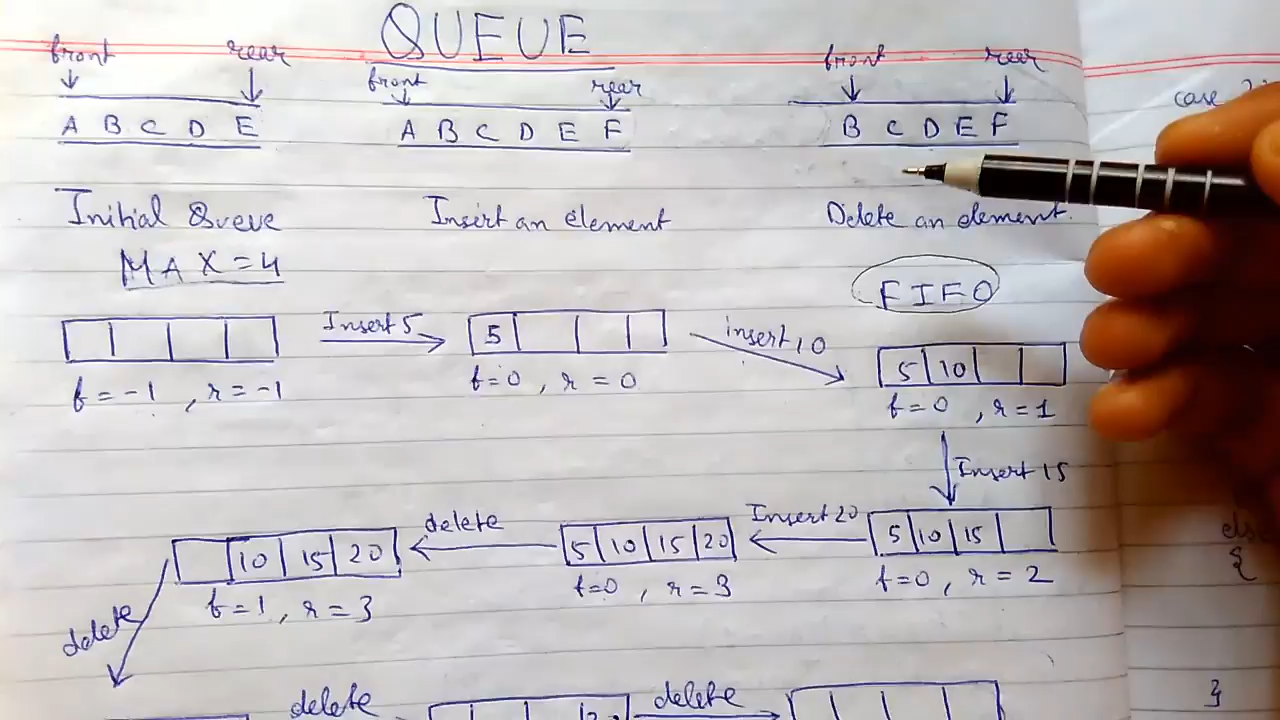 QUEUE
front rear front rear front rear
A B C D E A B C D E F B C D E F
case
Initial Queue Insert an element Delete an element.
MAX=4
FIFO
Insert 5 insert 10
5 5 10
f=-1 , r=-1 f=0 , r=0 f=0 , r=1
Insert 15
delete Insert 20
10 15 20 5 10 15 20 5 10 15
f=1 , r=3 f=0 , r=3 f=0 , r=2
{
delete
delete delete
}